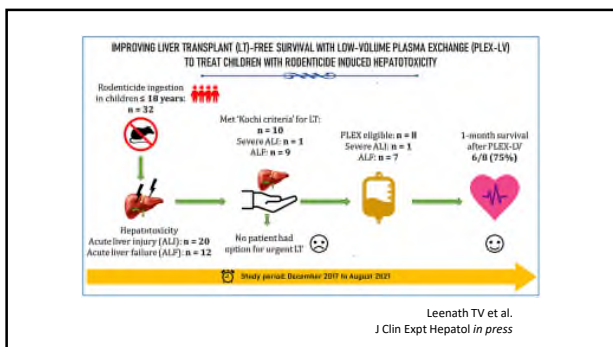 IMPROVING LIVER TRANSPLANT (LT)-FREE SURVIVAL WITH LOW-VOLUME PLASMA EXCHANGE (PLEX-LV)
TO TREAT CHILDREN WITH RODENTICIDE INDUCED HEPATOTOXICITY
Rodenticide ingestion
in children ≤ 18 years:
n = 32
Hepatotoxicity
Acute liver injury (ALI): n = 20
Acute liver failure (ALF): n = 12
Met 'Kochi criteria' for LT:
n = 10
Severe ALI: n = 1
ALF: n = 9
No patient had
option for urgent LT
PLEX eligible: n = 8
Severe ALI: n = 1
ALF: n = 7
1-month survival
after PLEX-LV
6/8 (75%)
Study period: December 2017 to August 2021
Leenath TV et al.
J Clin Expt Hepatol in press